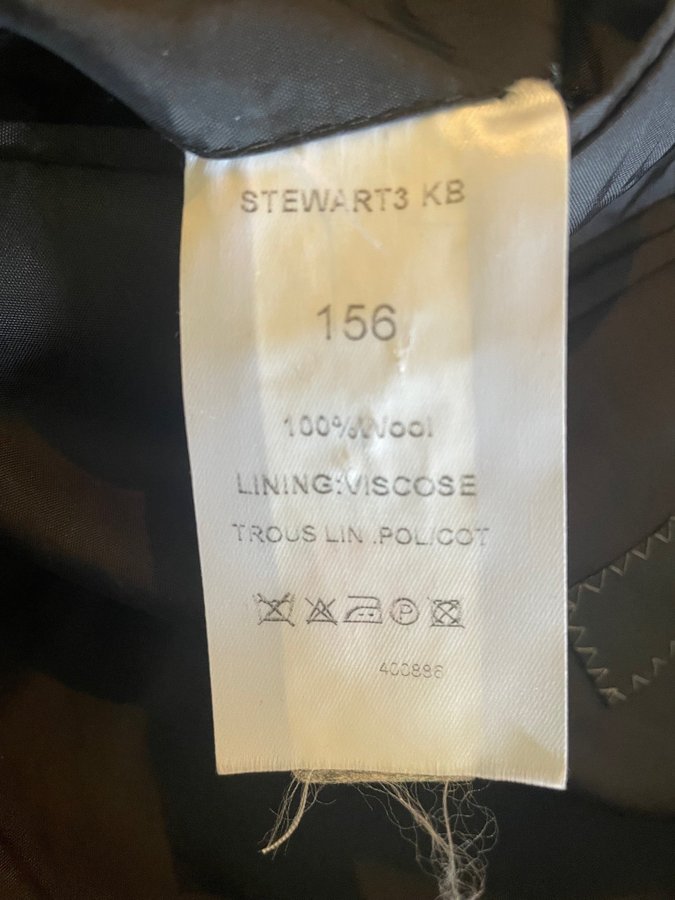 STEWART3 KB
156
100%Wool
LINING:VISCOSE
TROUS LIN .POL/COT
P
400886